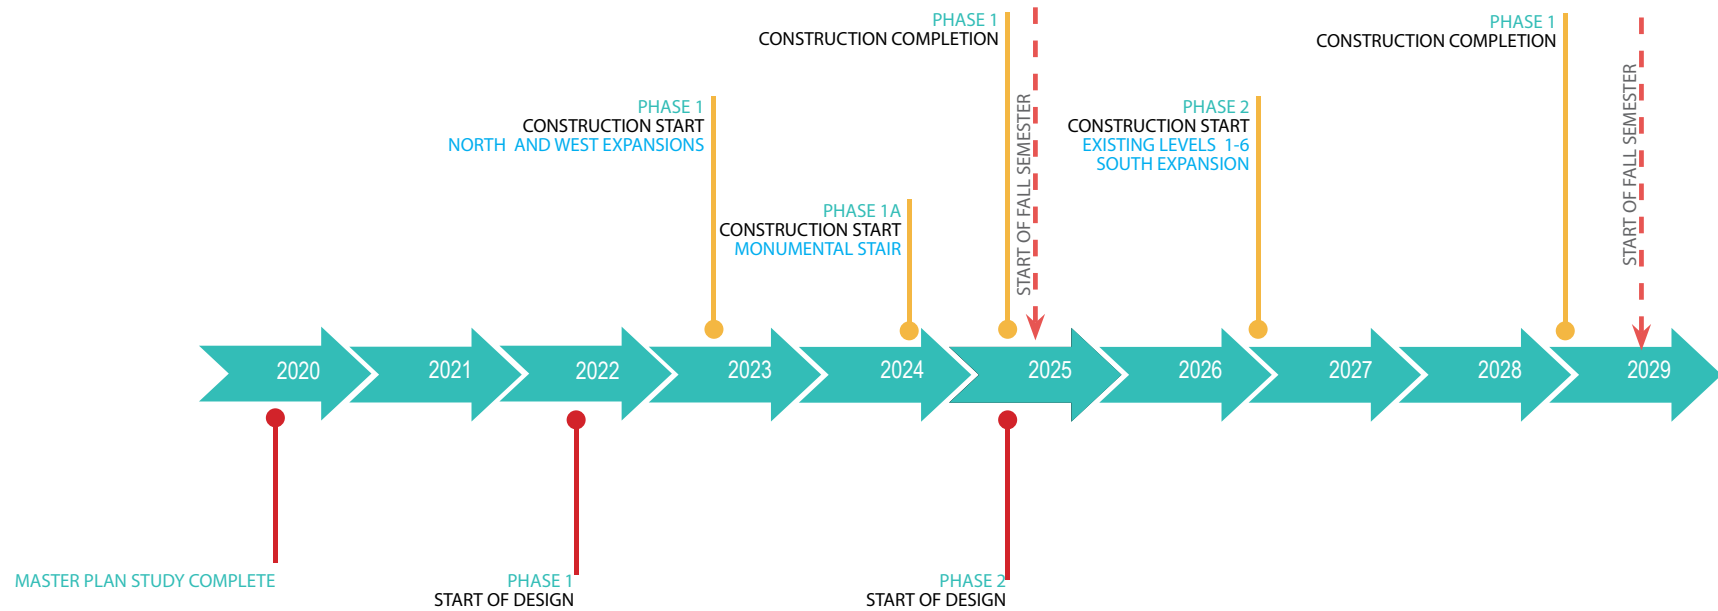 PHASE 1
CONSTRUCTION COMPLETION
PHASE 1
CONSTRUCTION COMPLETION
PHASE 1
CONSTRUCTION START
NORTH AND WEST EXPANSIONS
START OF FALL SEMESTER
PHASE 2
CONSTRUCTION START
EXISTING LEVELS 1-6
SOUTH EXPANSION
START OF FALL SEMESTER
PHASE 1A
CONSTRUCTION START
MONUMENTAL STAIR
2020 2021 2022 2023 2024 2025 2026 2027 2028 2029
MASTER PLAN STUDY COMPLETE
PHASE 1
START OF DESIGN
PHASE 2
START OF DESIGN